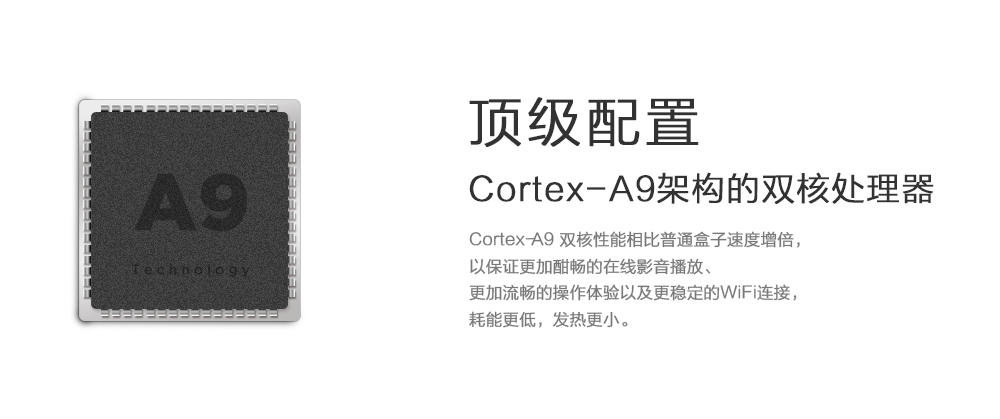 A9
Technology
顶级配置
Cortex-A9架构的双核处理器
Cortex-A9 双核性能相比普通盒子速度增倍，
以保证更加酣畅的在线影音播放、
更加流畅的操作体验以及更稳定的WiFi连接，
耗能更低，发热更小。